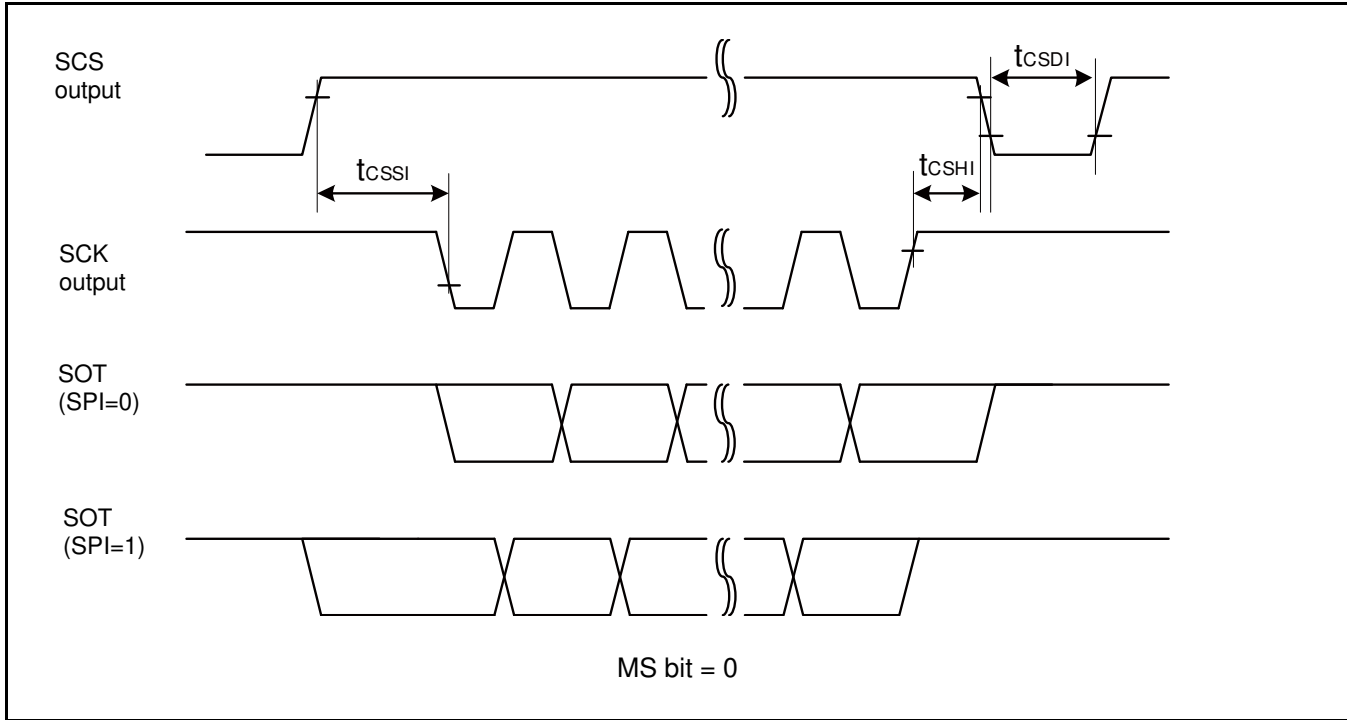 SCS
output
tCSDI
tCSSI
tCSHI
SCK
output
SOT
(SPI=0)
SOT
(SPI=1)
MS bit = 0